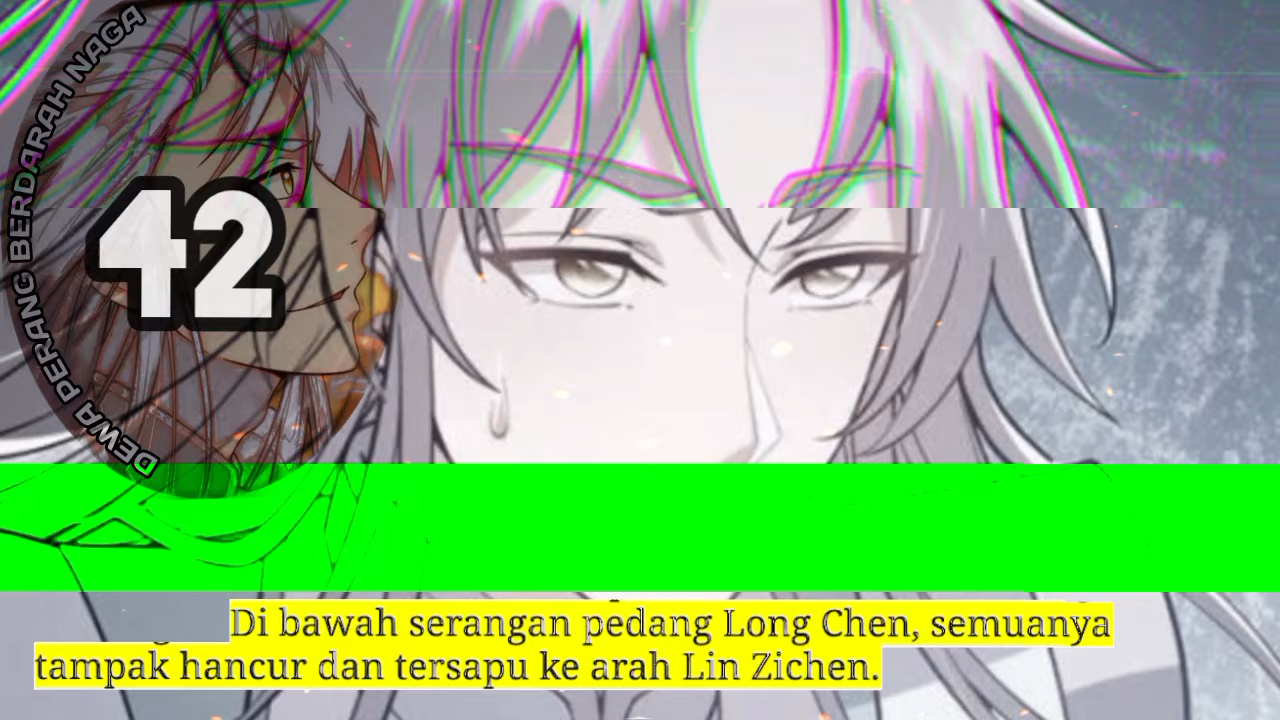 DEWA PERANG BERDARAH NAGA
42
Di bawah serangan pedang Long Chen, semuanya
tampak hancur dan tersapu ke arah Lin Zichen.